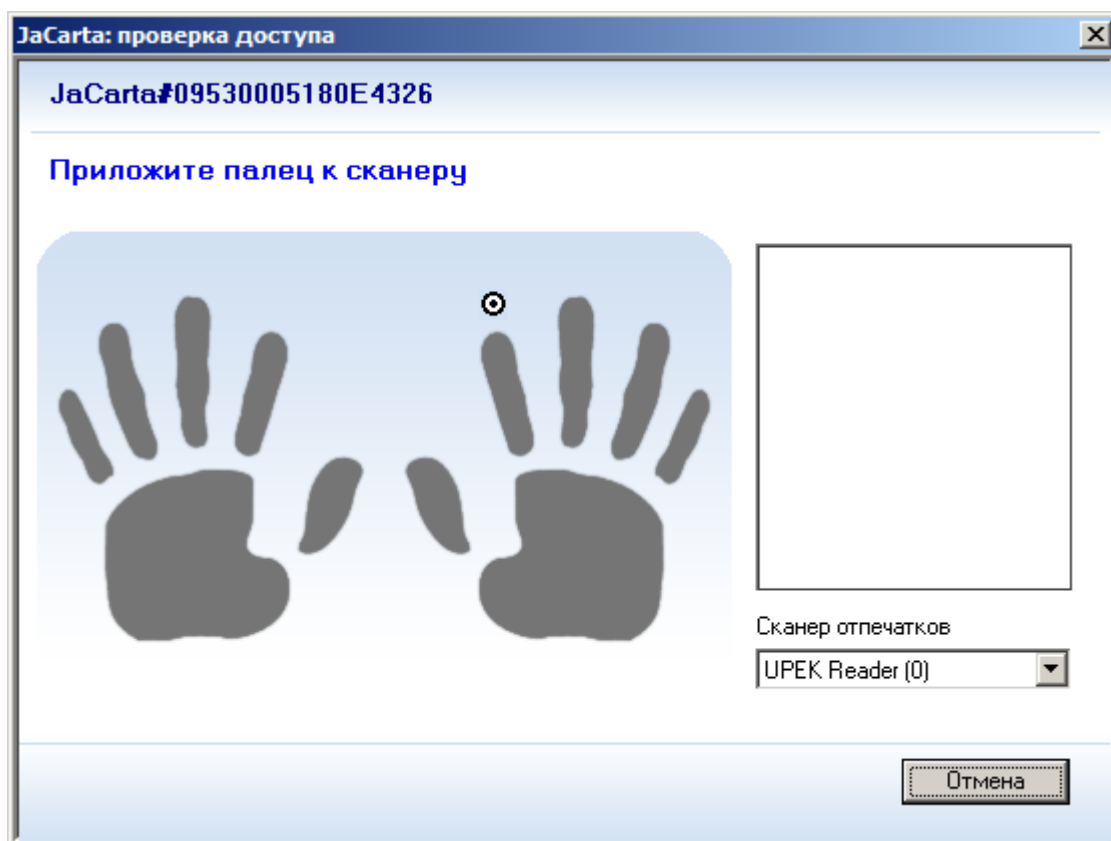 JaCarta: проверка доступа
JaCarta#09530005180E4326
Приложите палец к сканеру
Сканер отпечатков
UPEK Reader (0)
Отмена